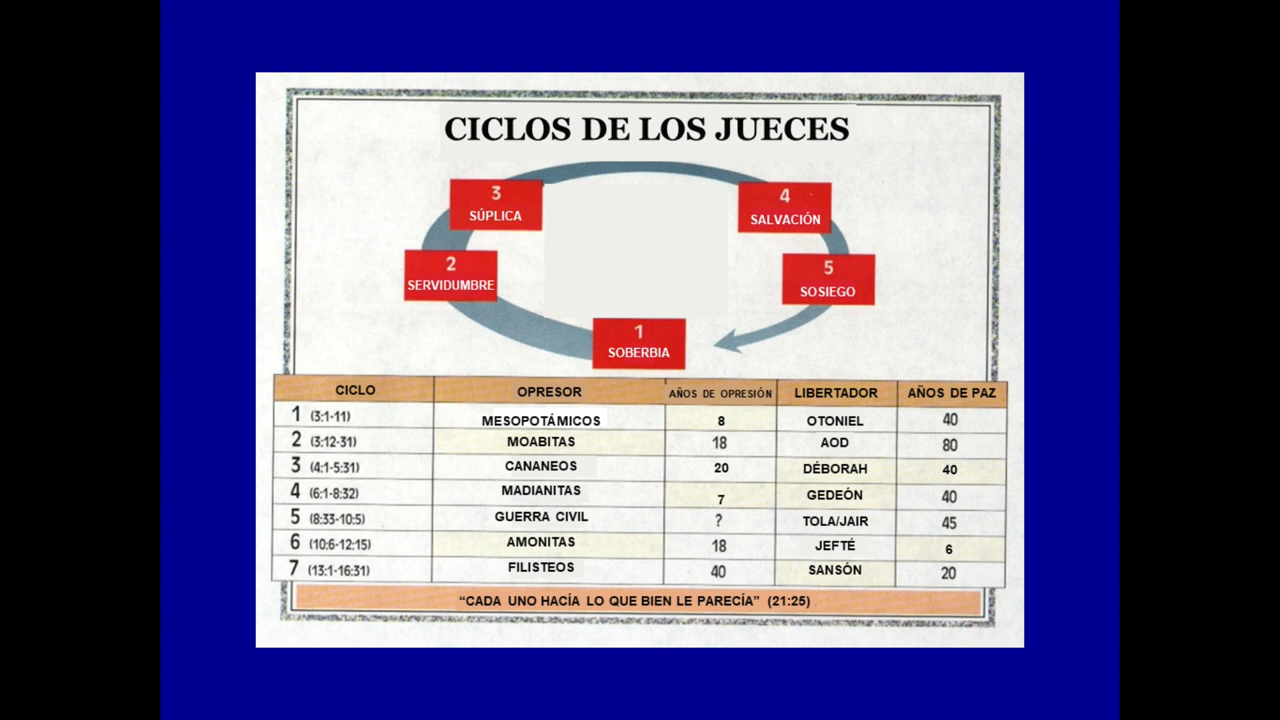 CICLOS DE LOS JUECES
3
SÚPLICA
4
SALVACIÓN
2
SERVIDUMBRE
5
SOSIEGO
1
SOBERBIA
CICLO OPRESOR AÑOS DE OPRESIÓN LIBERTADOR AÑOS DE PAZ
1 (3:1-11) MESOPOTÁMICOS 8 OTONIEL 40
2 (3:12-31) MOABITAS 18 AOD 80
3 (4:1-5:31) CANANEOS 20 DÉBORAH 40
4 (6:1-8:32) MADIANITAS 7 GEDEÓN 40
5 (8:33-10:5) GUERRA CIVIL ? TOLA/JAIR 45
6 (10:6-12:15) AMONITAS 18 JEFTÉ 6
7 (13:1-16:31) FILISTEOS 40 SANSÓN 20
“CADA UNO HACÍA LO QUE BIEN LE PARECÍA” (21:25)